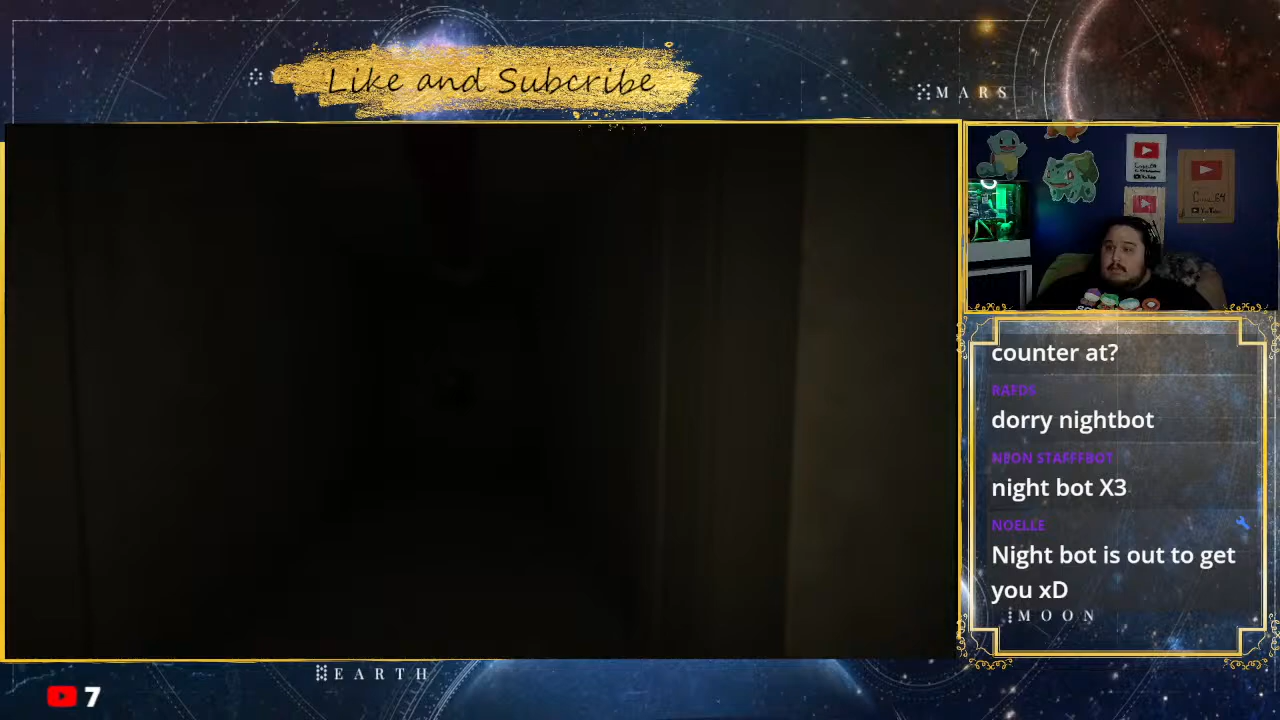 Like and Subcribe
MARS
counter at?
RAFDS
dorry nightbot
NEON STAFFFBOT
night bot X3
NOELLE
Night bot is out to get
you xD
MOON
EARTH
7